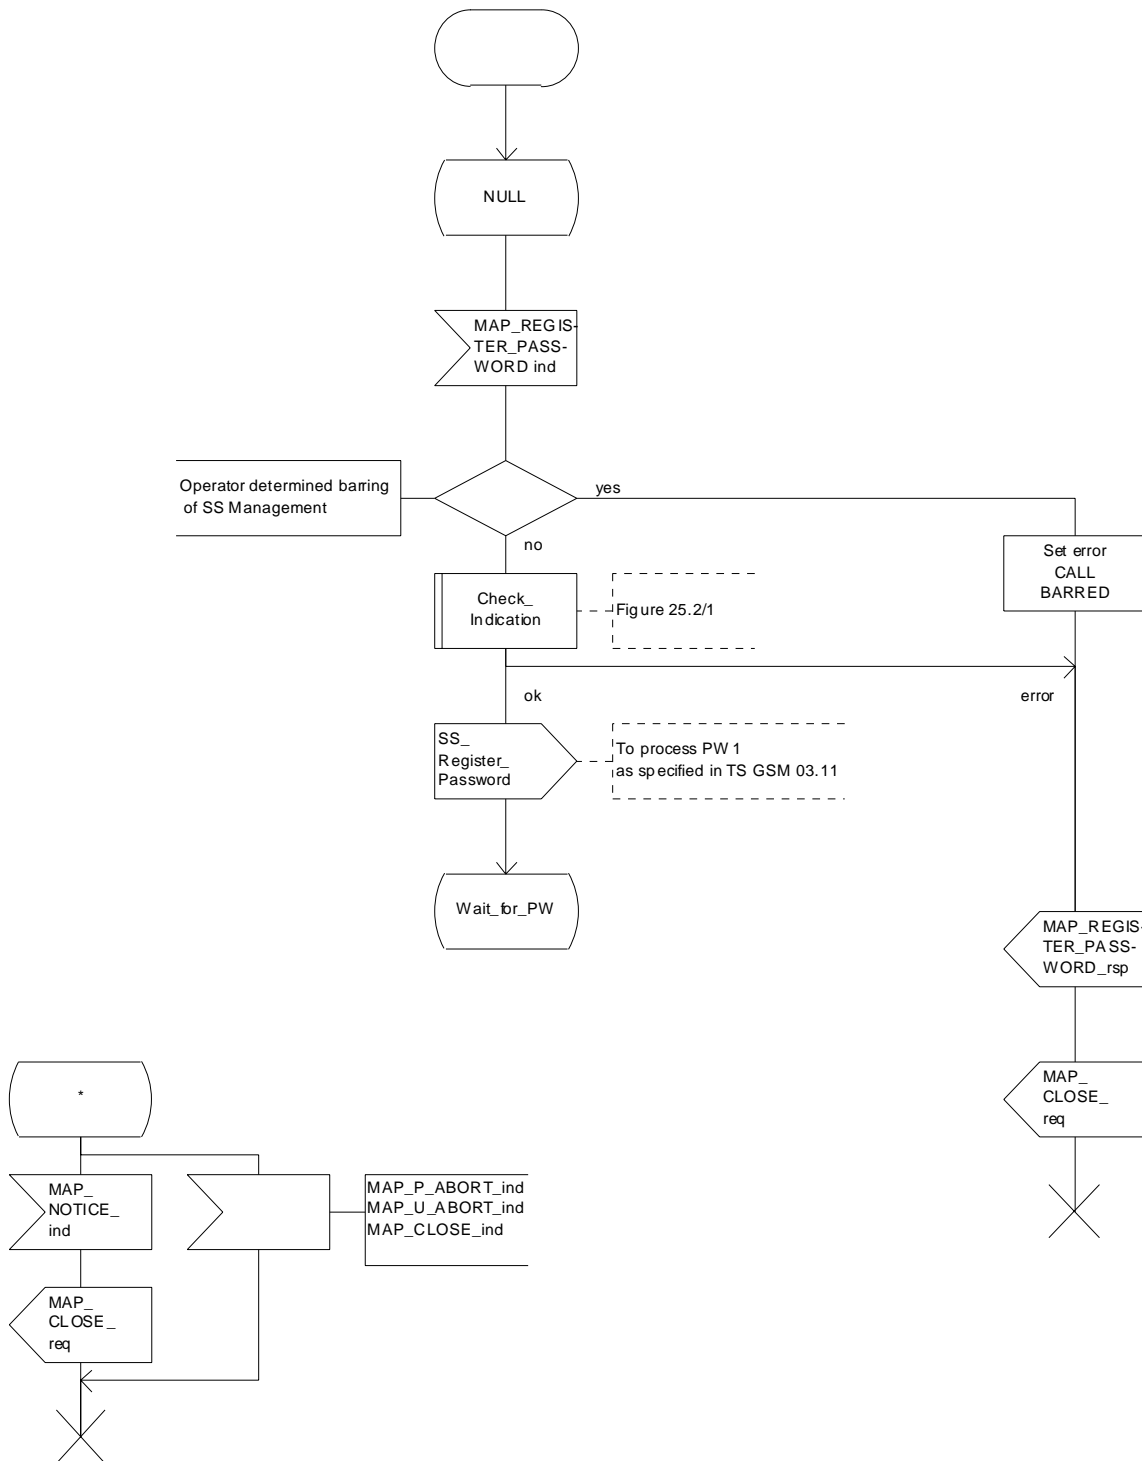 NULL
MAP_REGIS-
TER_PASS-
WORD ind
Operator determined barring
of SS Management
yes
no
Set error
CALL
BARRED
Check_
Indication
Figure 25.2/1
ok
error
SS_
Register_
Password
To process PW 1
as specified in TS GSM 03.11
Wait_for_PW
MAP_REGIS-
TER_PASS-
WORD_rsp
MAP_
CLOSE_
req
*
MAP_
NOTICE_
ind
MAP_P_ABORT_ind
MAP_U_ABORT_ind
MAP_CLOSE_ind
MAP_
CLOSE_
req